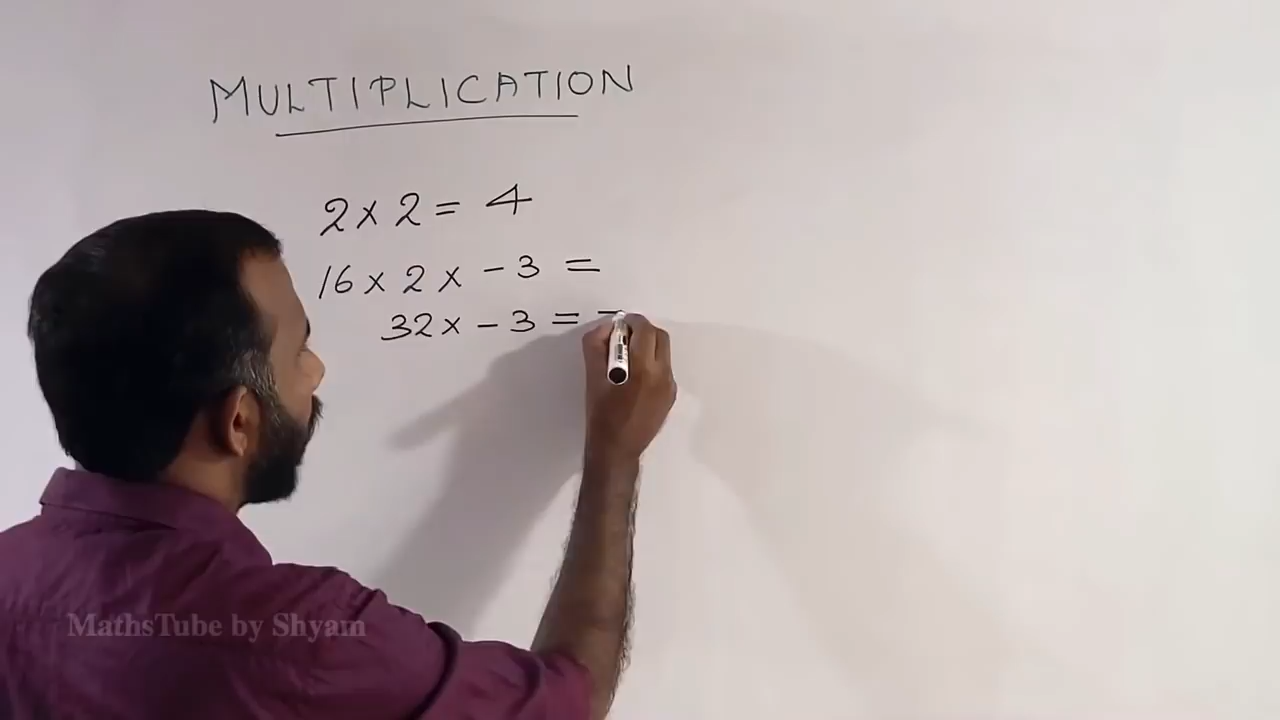 MULTIPLICATION
2 x 2 = 4
16 x 2 x - 3 =
32 x - 3 = -
MathsTube by Shyam